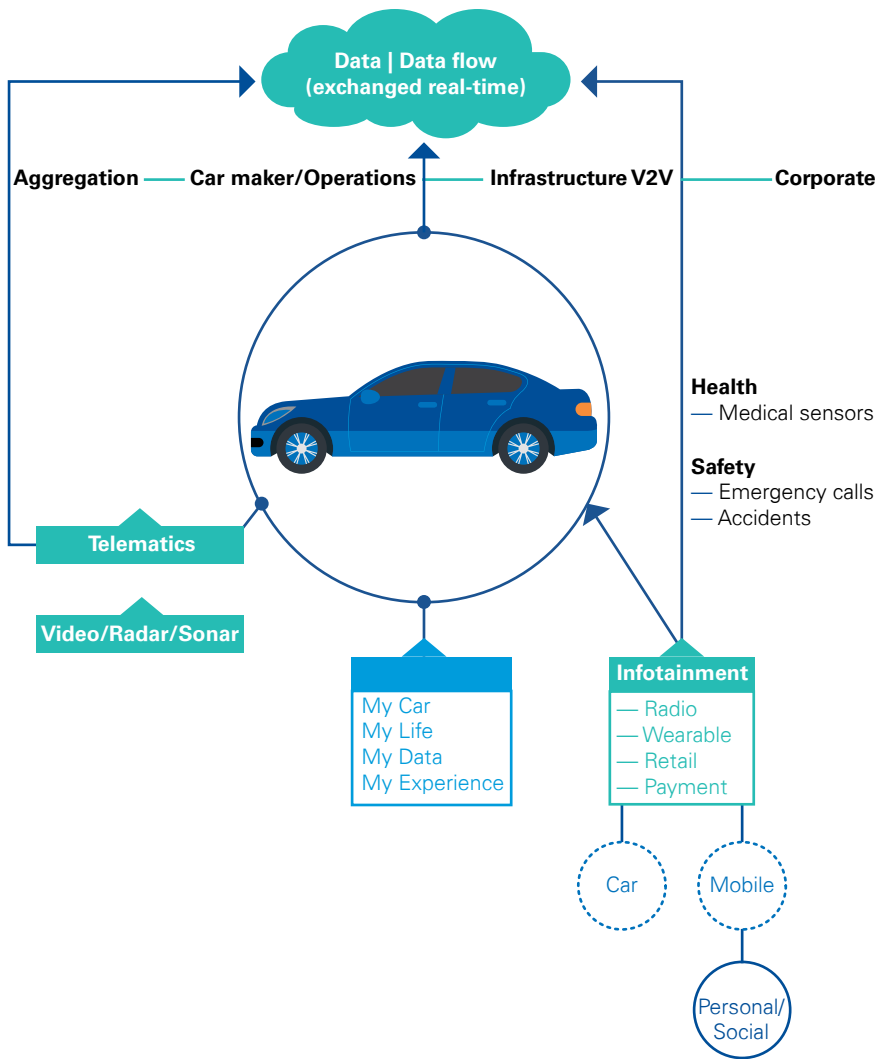 Data | Data flow
(exchanged real-time)
Aggregation — Car maker/Operations — Infrastructure V2V — Corporate
Health
— Medical sensors
Safety
— Emergency calls
— Accidents
Telematics
Video/Radar/Sonar
My Car
My Life
My Data
My Experience
Infotainment
— Radio
— Wearable
— Retail
— Payment
Car
Mobile
Personal/
Social